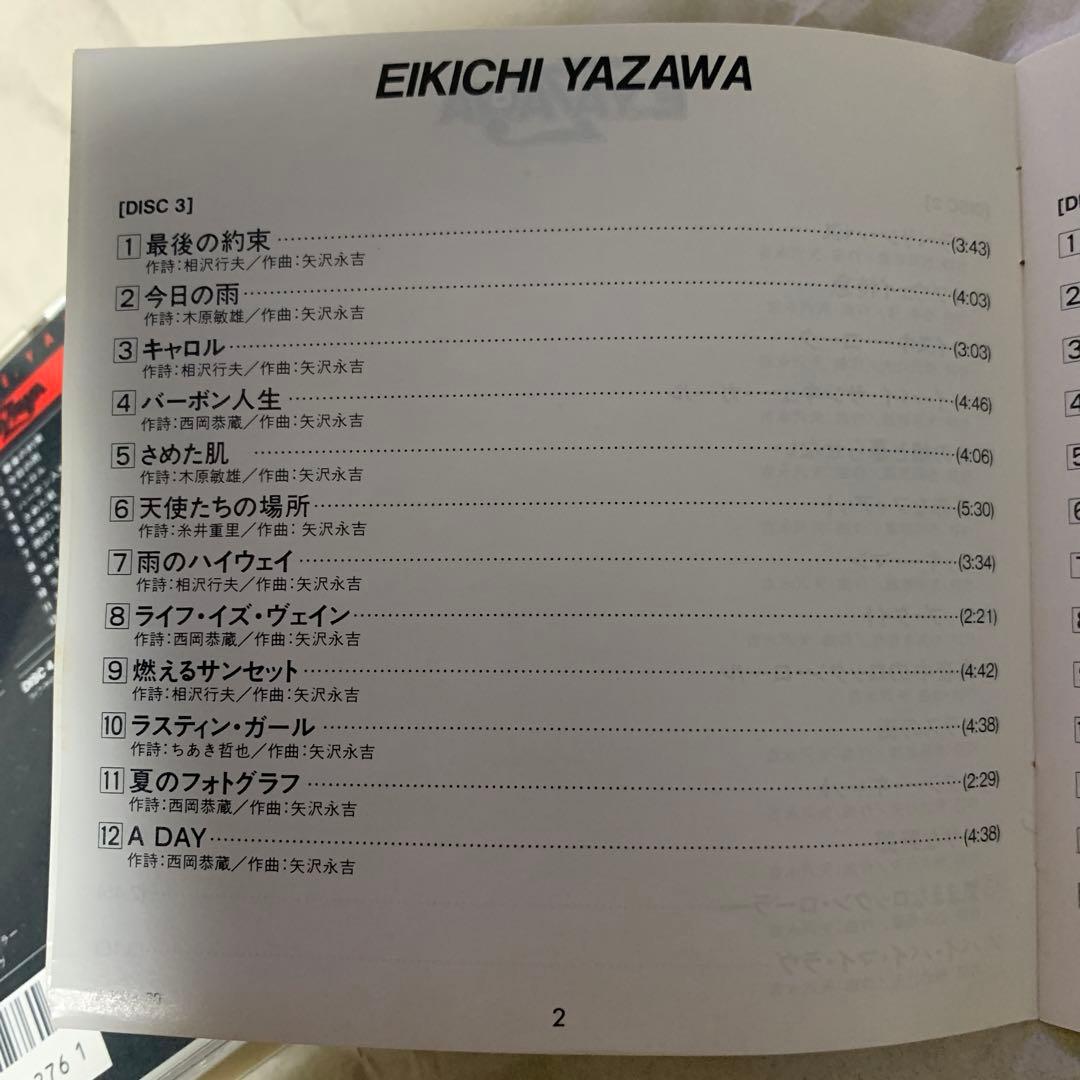 EIKICHI YAZAWA
[DISC 3]
1 最後の約束 (3:43)
作詩:相沢行夫/作曲:矢沢永吉
2 今日の雨 (4:03)
作詩:木原敏雄/作曲:矢沢永吉
3 キャロル (3:03)
作詩:相沢行夫/作曲:矢沢永吉
4 バーボン人生 (4:46)
作詩:西岡恭蔵/作曲:矢沢永吉
5 さめた肌 (4:06)
作詩:木原敏雄/作曲:矢沢永吉
6 天使たちの場所 (5:30)
作詩:糸井重里/作曲:矢沢永吉
7 雨のハイウェイ (3:34)
作詩:相沢行夫/作曲:矢沢永吉
8 ライフ・イズ・ヴェイン (2:21)
作詩:西岡恭蔵/作曲:矢沢永吉
9 燃えるサンセット (4:42)
作詩:相沢行夫/作曲:矢沢永吉
10 ラスティン・ガール (4:38)
作詩:ちあき哲也/作曲:矢沢永吉
11 夏のフォトグラフ (2:29)
作詩:西岡恭蔵/作曲:矢沢永吉
12 A DAY (4:38)
作詩:西岡恭蔵/作曲:矢沢永吉
2
[D
1
2
3
4
5
6
7
8
DISC 4
2761